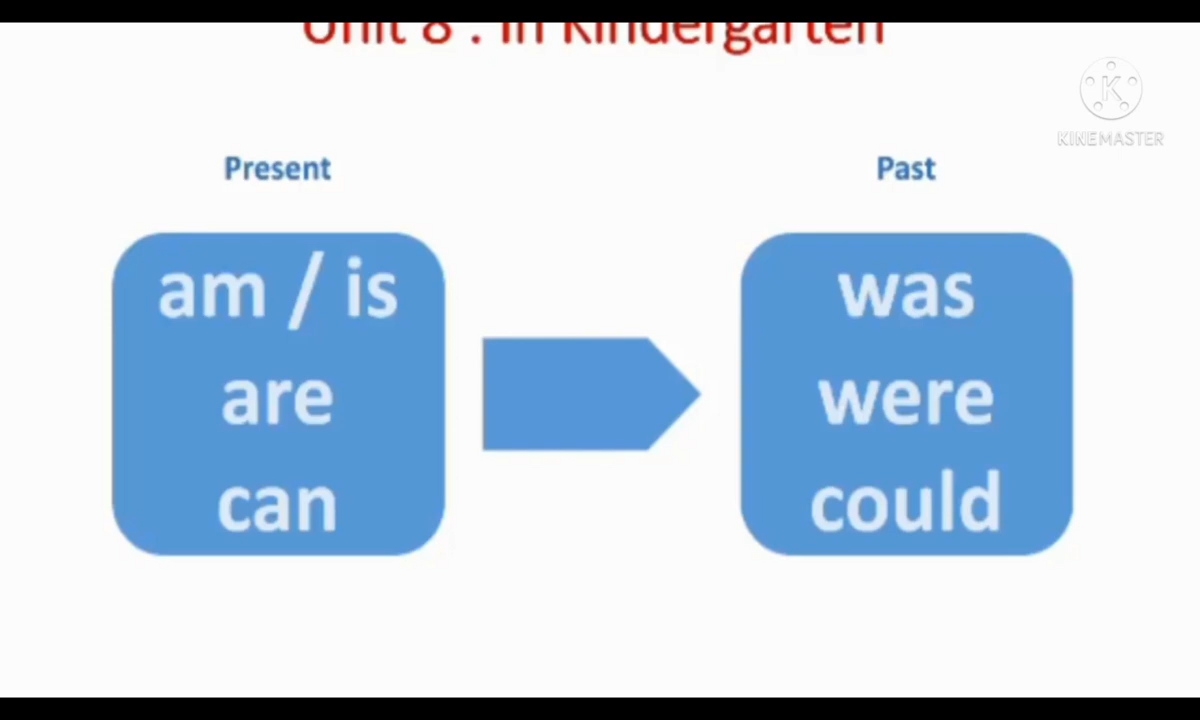 Unit 8 : In Kindergarten
KINEMASTER
Present
Past
am / is
are
can
was
were
could